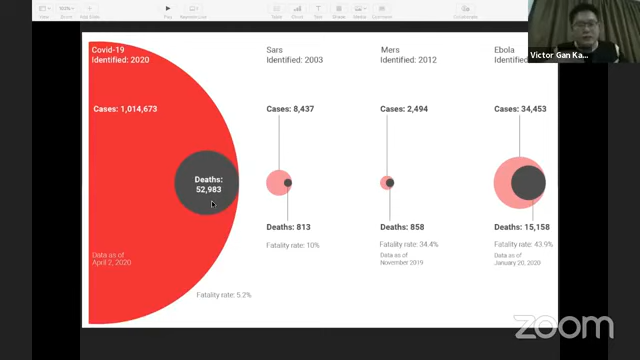 Covid-19
Identified: 2020
Cases: 1,014,673
Deaths:
52,983
Data as of
April 2, 2020
Fatality rate: 5.2%
Sars
Identified: 2003
Cases: 8,437
Deaths: 813
Fatality rate: 10%
Mers
Identified: 2012
Cases: 2,494
Deaths: 858
Fatality rate: 34.4%
Data as of
November 2019
Ebola
Cases: 34,453
Deaths: 15,158
Fatality rate: 43.9%
Data as of
January 20, 2020
Victor Gan Ka...
zoom